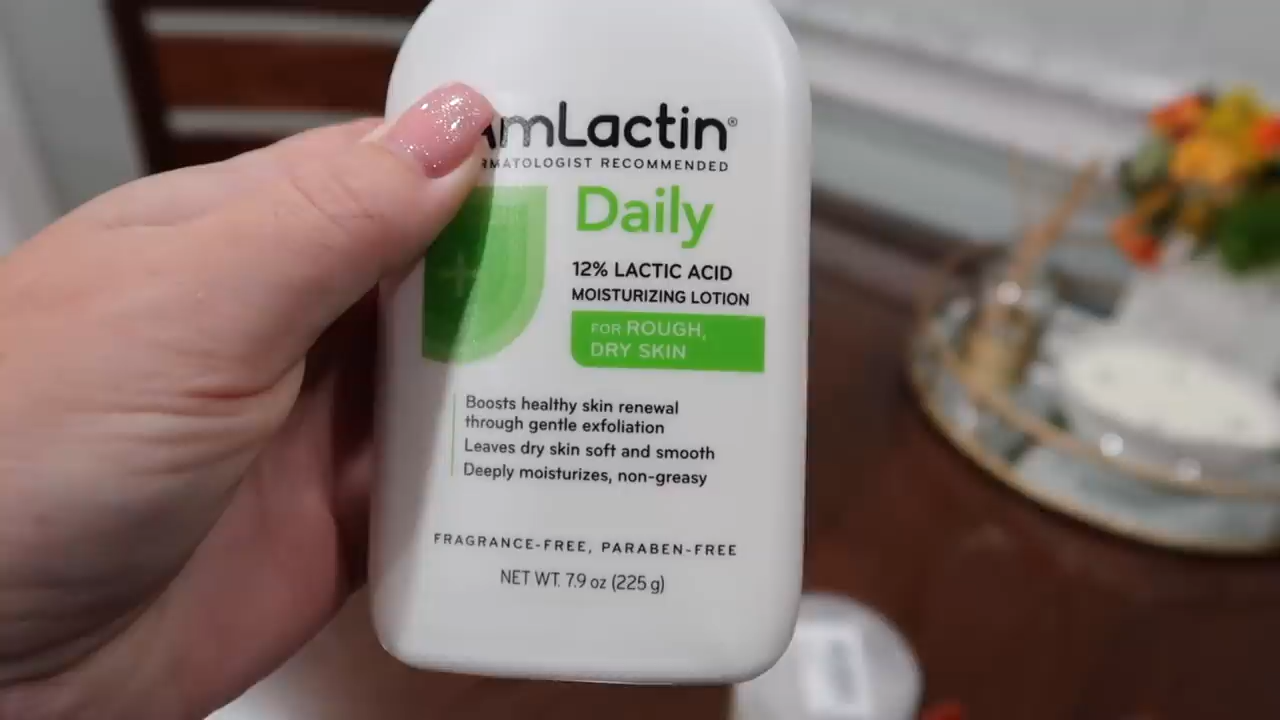 AmLactin®
RMATOLOGIST RECOMMENDED
Daily
12% LACTIC ACID
MOISTURIZING LOTION
FOR ROUGH,
DRY SKIN
Boosts healthy skin renewal
through gentle exfoliation
Leaves dry skin soft and smooth
Deeply moisturizes, non-greasy
FRAGRANCE-FREE, PARABEN-FREE
NET WT. 7.9 oz (225 g)